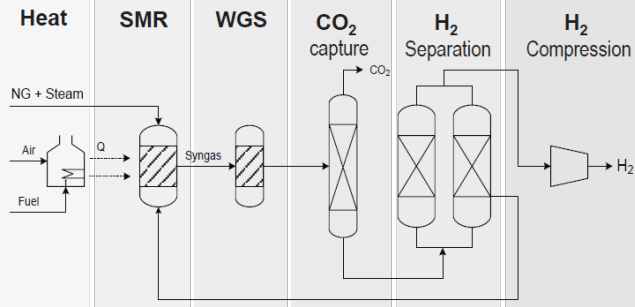 Heat
SMR
WGS
CO₂
capture
H₂
Separation
H₂
Compression
CO₂
NG + Steam
Air
Q
Syngas
H₂
Fuel